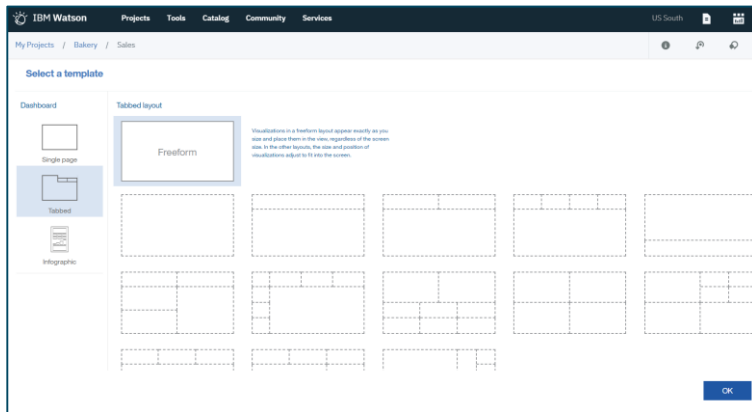 IBM Watson Projects Tools Catalog Community Services US South
My Projects / Bakery / Sales
Select a template
Dashboard
Single page
Tabbed
Infographic
Tabbed layout
Freeform
Visualizations in a freeform layout appear exactly as you
size and place them in the view, regardless of the screen
size. In the other layouts, the size and position of
visualizations adjust to fit into the screen.
OK